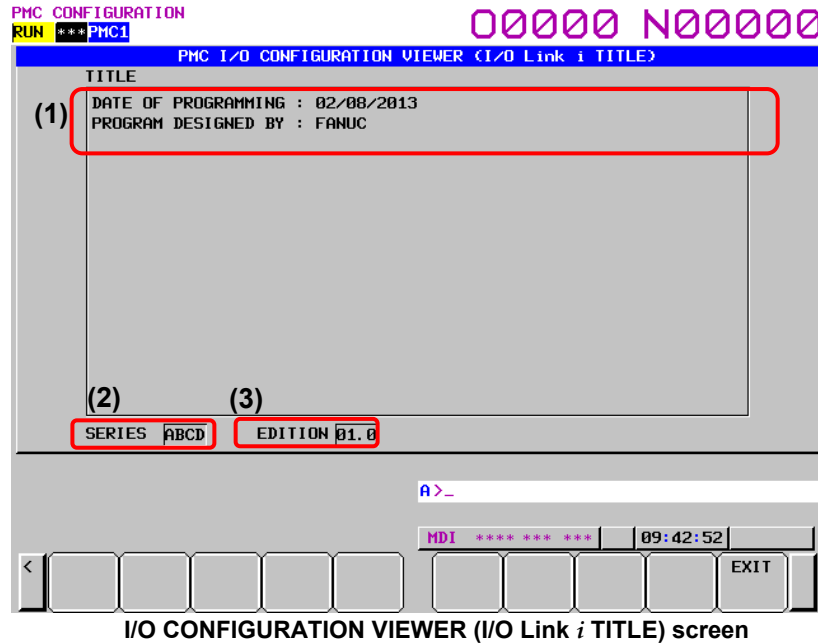 PMC CONFIGURATION
O0000 N00000
RUN ***PMC1
PMC I/O CONFIGURATION VIEWER (I/O Link i TITLE)
TITLE
(1)
DATE OF PROGRAMMING : 02/08/2013
PROGRAM DESIGNED BY : FANUC
(2) (3)
SERIES ABCD EDITION 01.0
A>_
MDI **** *** *** 09:42:52
< EXIT
I/O CONFIGURATION VIEWER (I/O Link i TITLE) screen